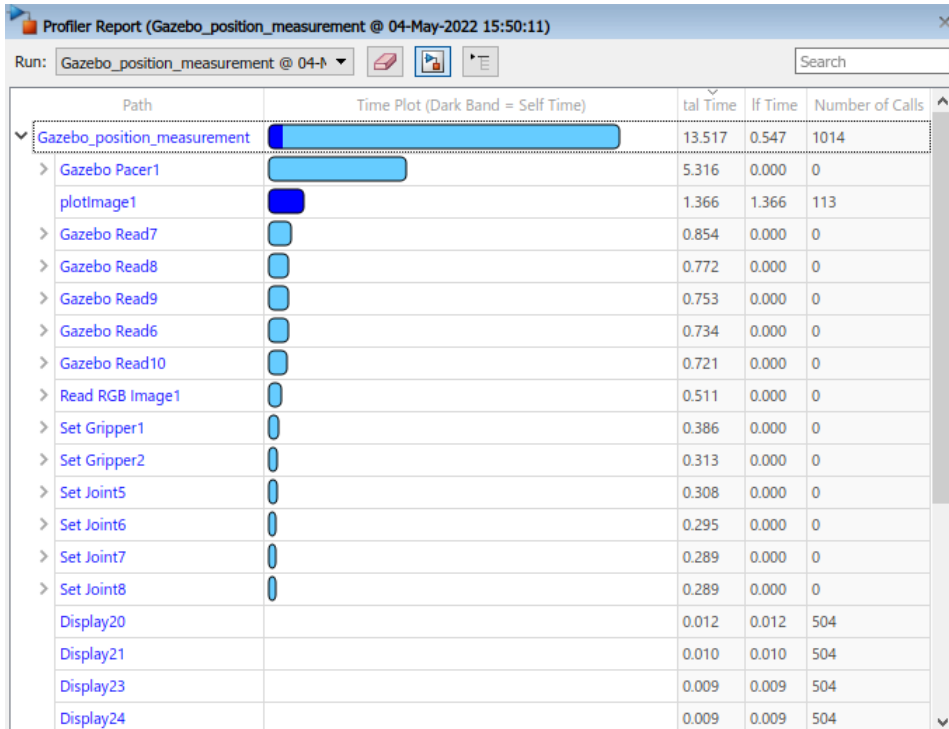 Profiler Report (Gazebo_position_measurement @ 04-May-2022 15:50:11)
Run: Gazebo_position_measurement @ 04-M Search
Path Time Plot (Dark Band = Self Time) tal Time lf Time Number of Calls
Gazebo_position_measurement 13.517 0.547 1014
Gazebo Pacer1 5.316 0.000 0
plotImage1 1.366 1.366 113
Gazebo Read7 0.854 0.000 0
Gazebo Read8 0.772 0.000 0
Gazebo Read9 0.753 0.000 0
Gazebo Read6 0.734 0.000 0
Gazebo Read10 0.721 0.000 0
Read RGB Image1 0.511 0.000 0
Set Gripper1 0.386 0.000 0
Set Gripper2 0.313 0.000 0
Set Joint5 0.308 0.000 0
Set Joint6 0.295 0.000 0
Set Joint7 0.289 0.000 0
Set Joint8 0.289 0.000 0
Display20 0.012 0.012 504
Display21 0.010 0.010 504
Display23 0.009 0.009 504
Display24 0.009 0.009 504